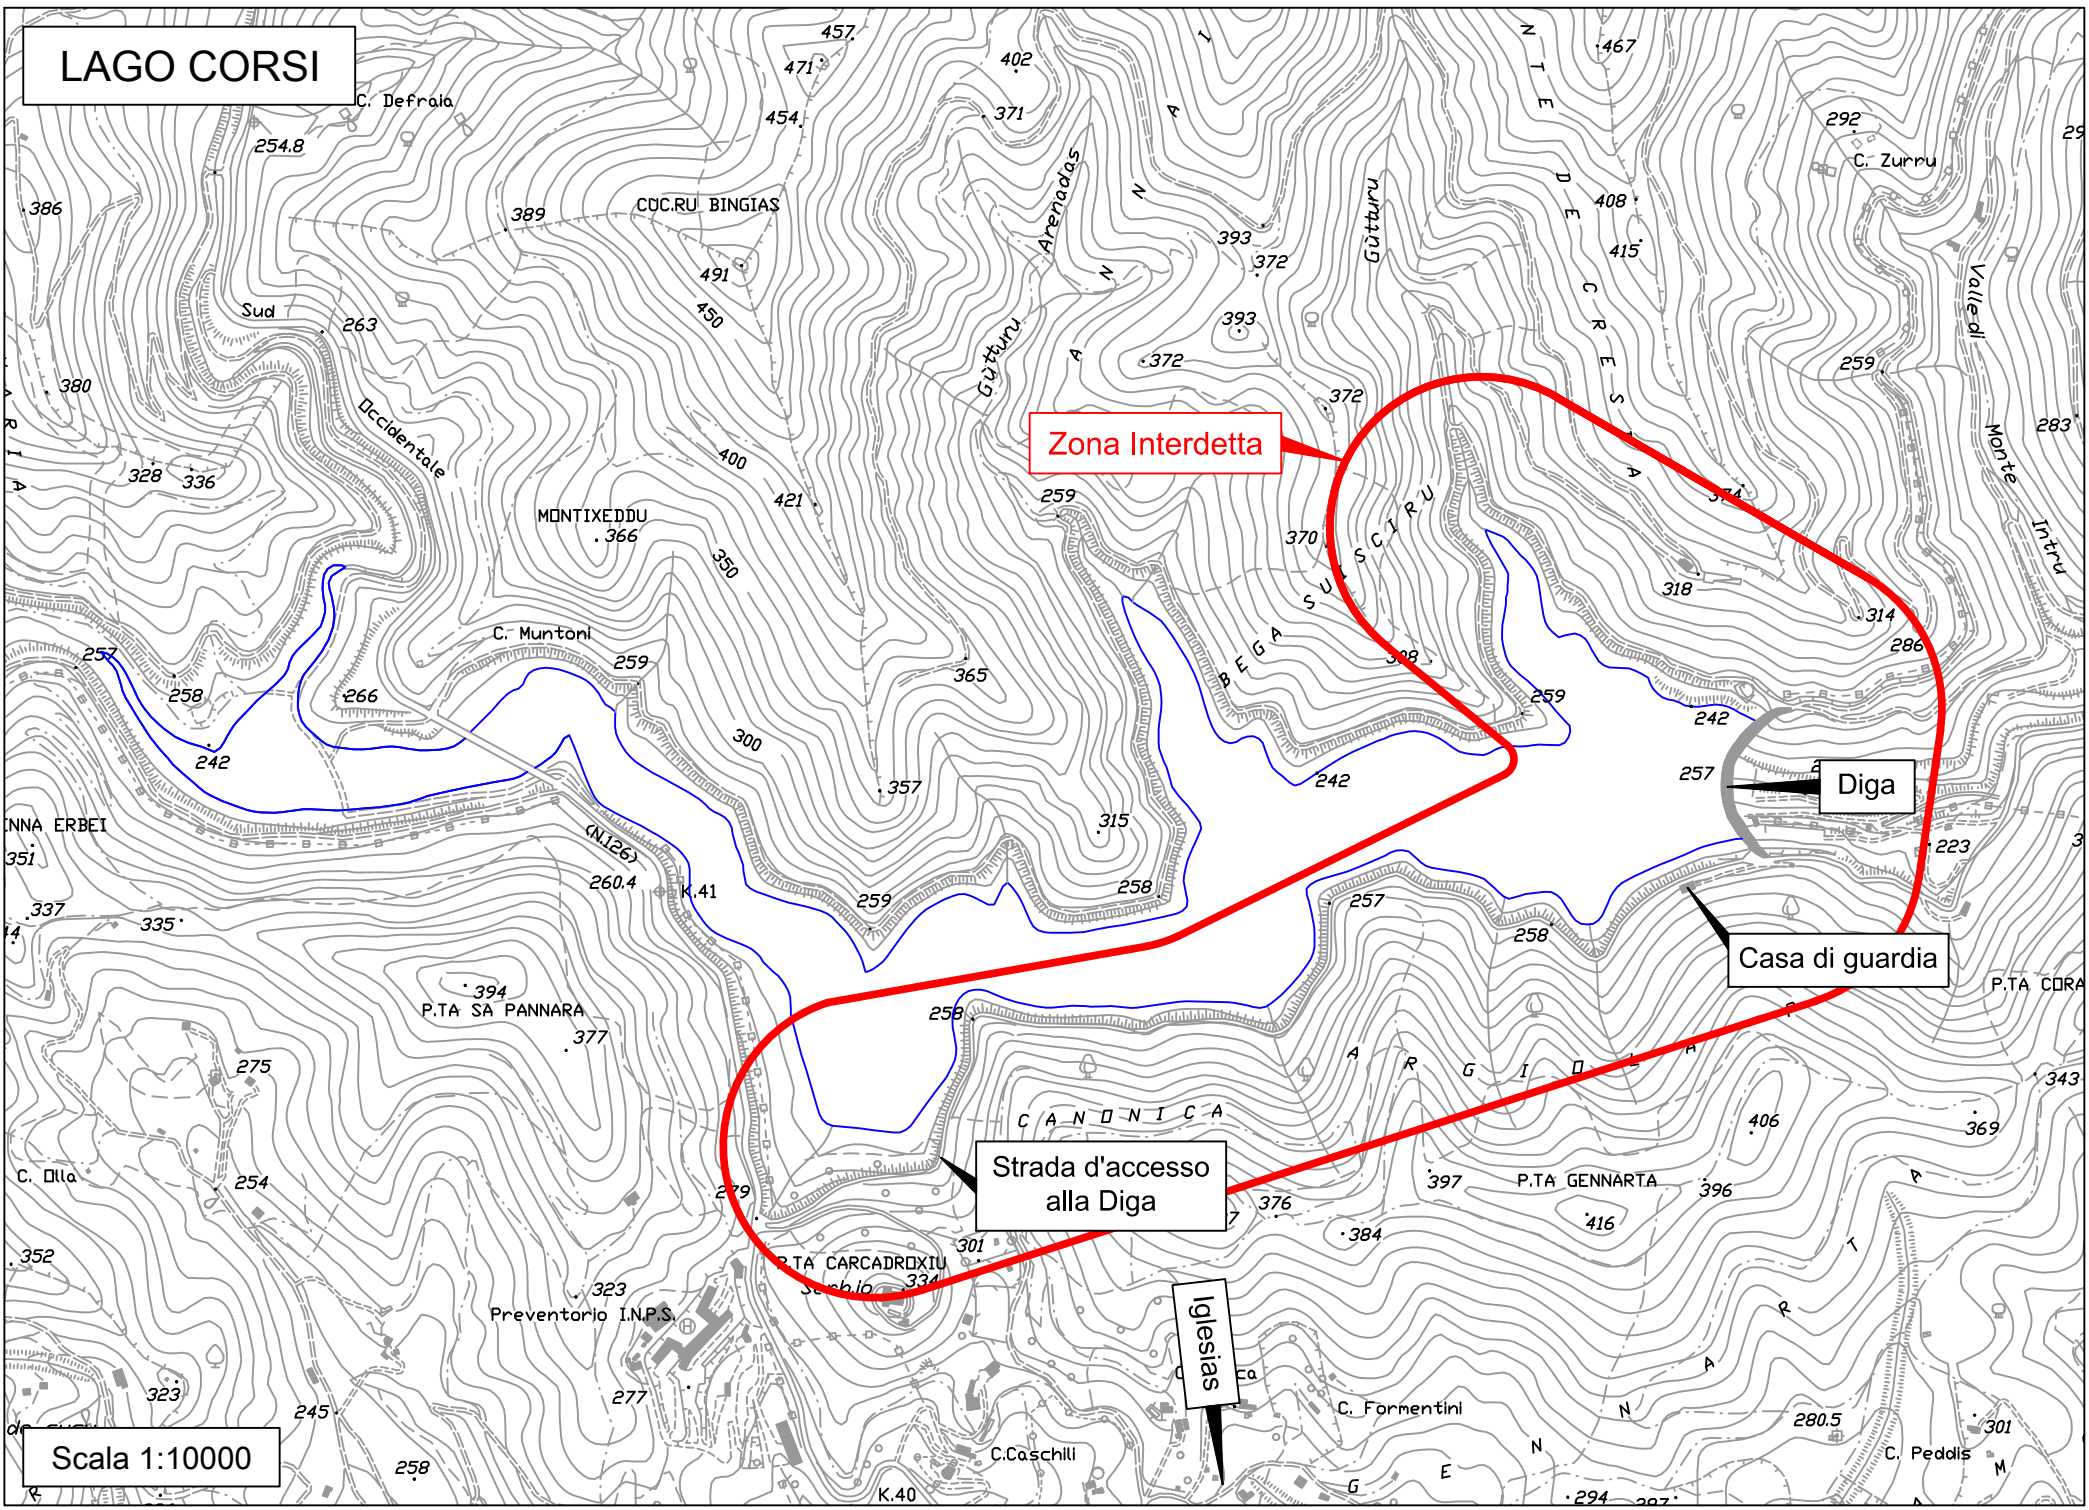 LAGO CORSI
457
471
402
467
C. Defraia
371
454
292
254.8
C. Zurru
386
389
CUC.RU BINGIAS
Arenadas
Gutturu
408
393
415
372
491
Valle di
Sud
263
450
393
Gutturu
372
259
380
372
283
Occidentale
Zona Interdetta
Monte
400
328
336
421
259
374
MONTIXEDDU
366
370
BEGA SU SCIRU
Intru
350
318
314
C. Muntoni
286
257
259
365
308
258
266
259
242
242
300
257
242
242
Diga
357
ENNA ERBEI
(N.126)
315
351
223
260.4
K.41
258
337
335
259
257
258
Casa di guardia
394
P.TA SA PANNARA
258
P.TA CORA
377
275
ARGIOLA
343
CANONICA
406
369
Strada d'accesso
alla Diga
C. Olla
254
279
397
P.TA GENNARTA
396
376
416
384
352
301
P.TA CARCADROXIU
Serb.io
334
323
Preventorio I.N.P.S.
Iglesias
323
277
245
C. Formentini
280.5
301
Scala 1:10000
C.Caschili
C. Peddis
258
GENNARTA
K.40
294